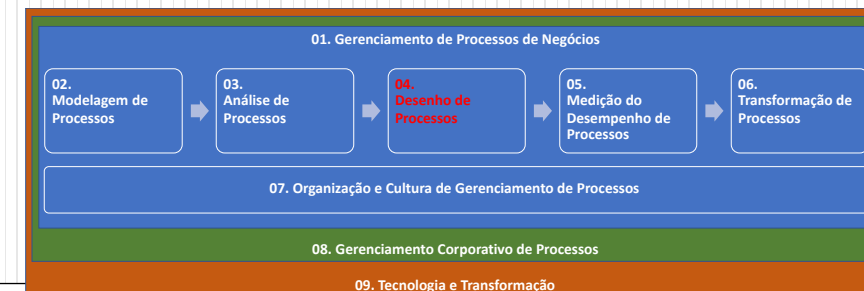 01. Gerenciamento de Processos de Negócios
02.
Modelagem de
Processos
03.
Análise de
Processos
04.
Desenho de
Processos
05.
Medição do
Desempenho de
Processos
06.
Transformação de
Processos
07. Organização e Cultura de Gerenciamento de Processos
08. Gerenciamento Corporativo de Processos
09. Tecnologia e Transformação